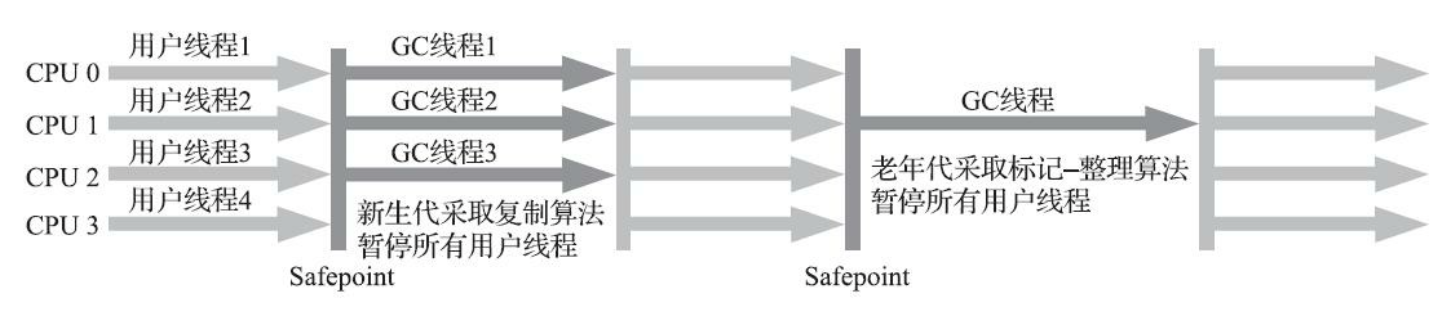 用户线程1
GC线程1
CPU 0
用户线程2
GC线程2
GC线程
CPU 1
用户线程3
GC线程3
CPU 2
老年代采取标记–整理算法
暂停所有用户线程
用户线程4
CPU 3
新生代采取复制算法
暂停所有用户线程
Safepoint
Safepoint